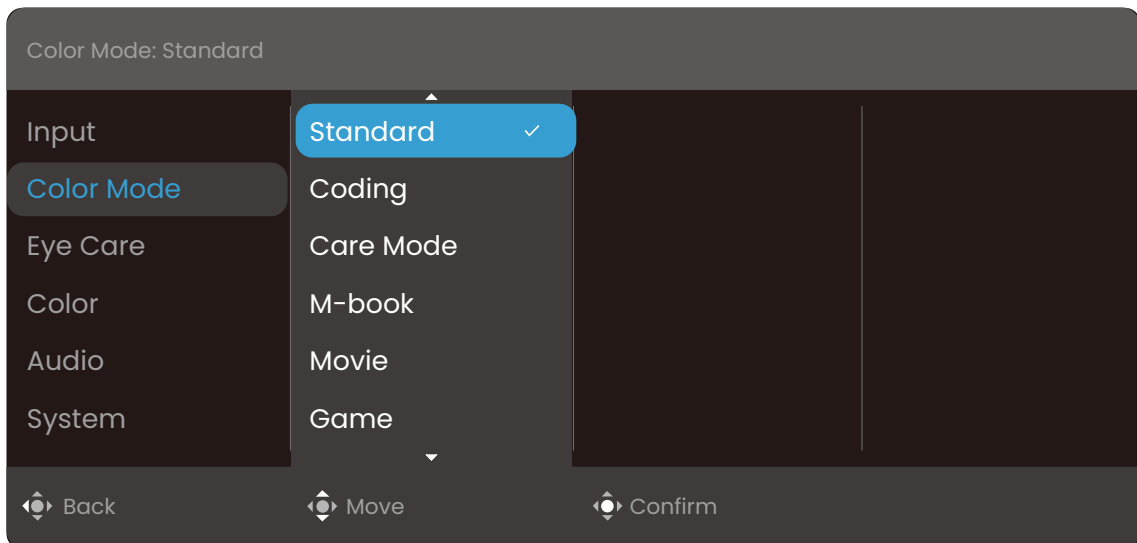 Color Mode: Standard
Input
Color Mode
Eye Care
Color
Audio
System
Standard
Coding
Care Mode
M-book
Movie
Game
Back
Move
Confirm